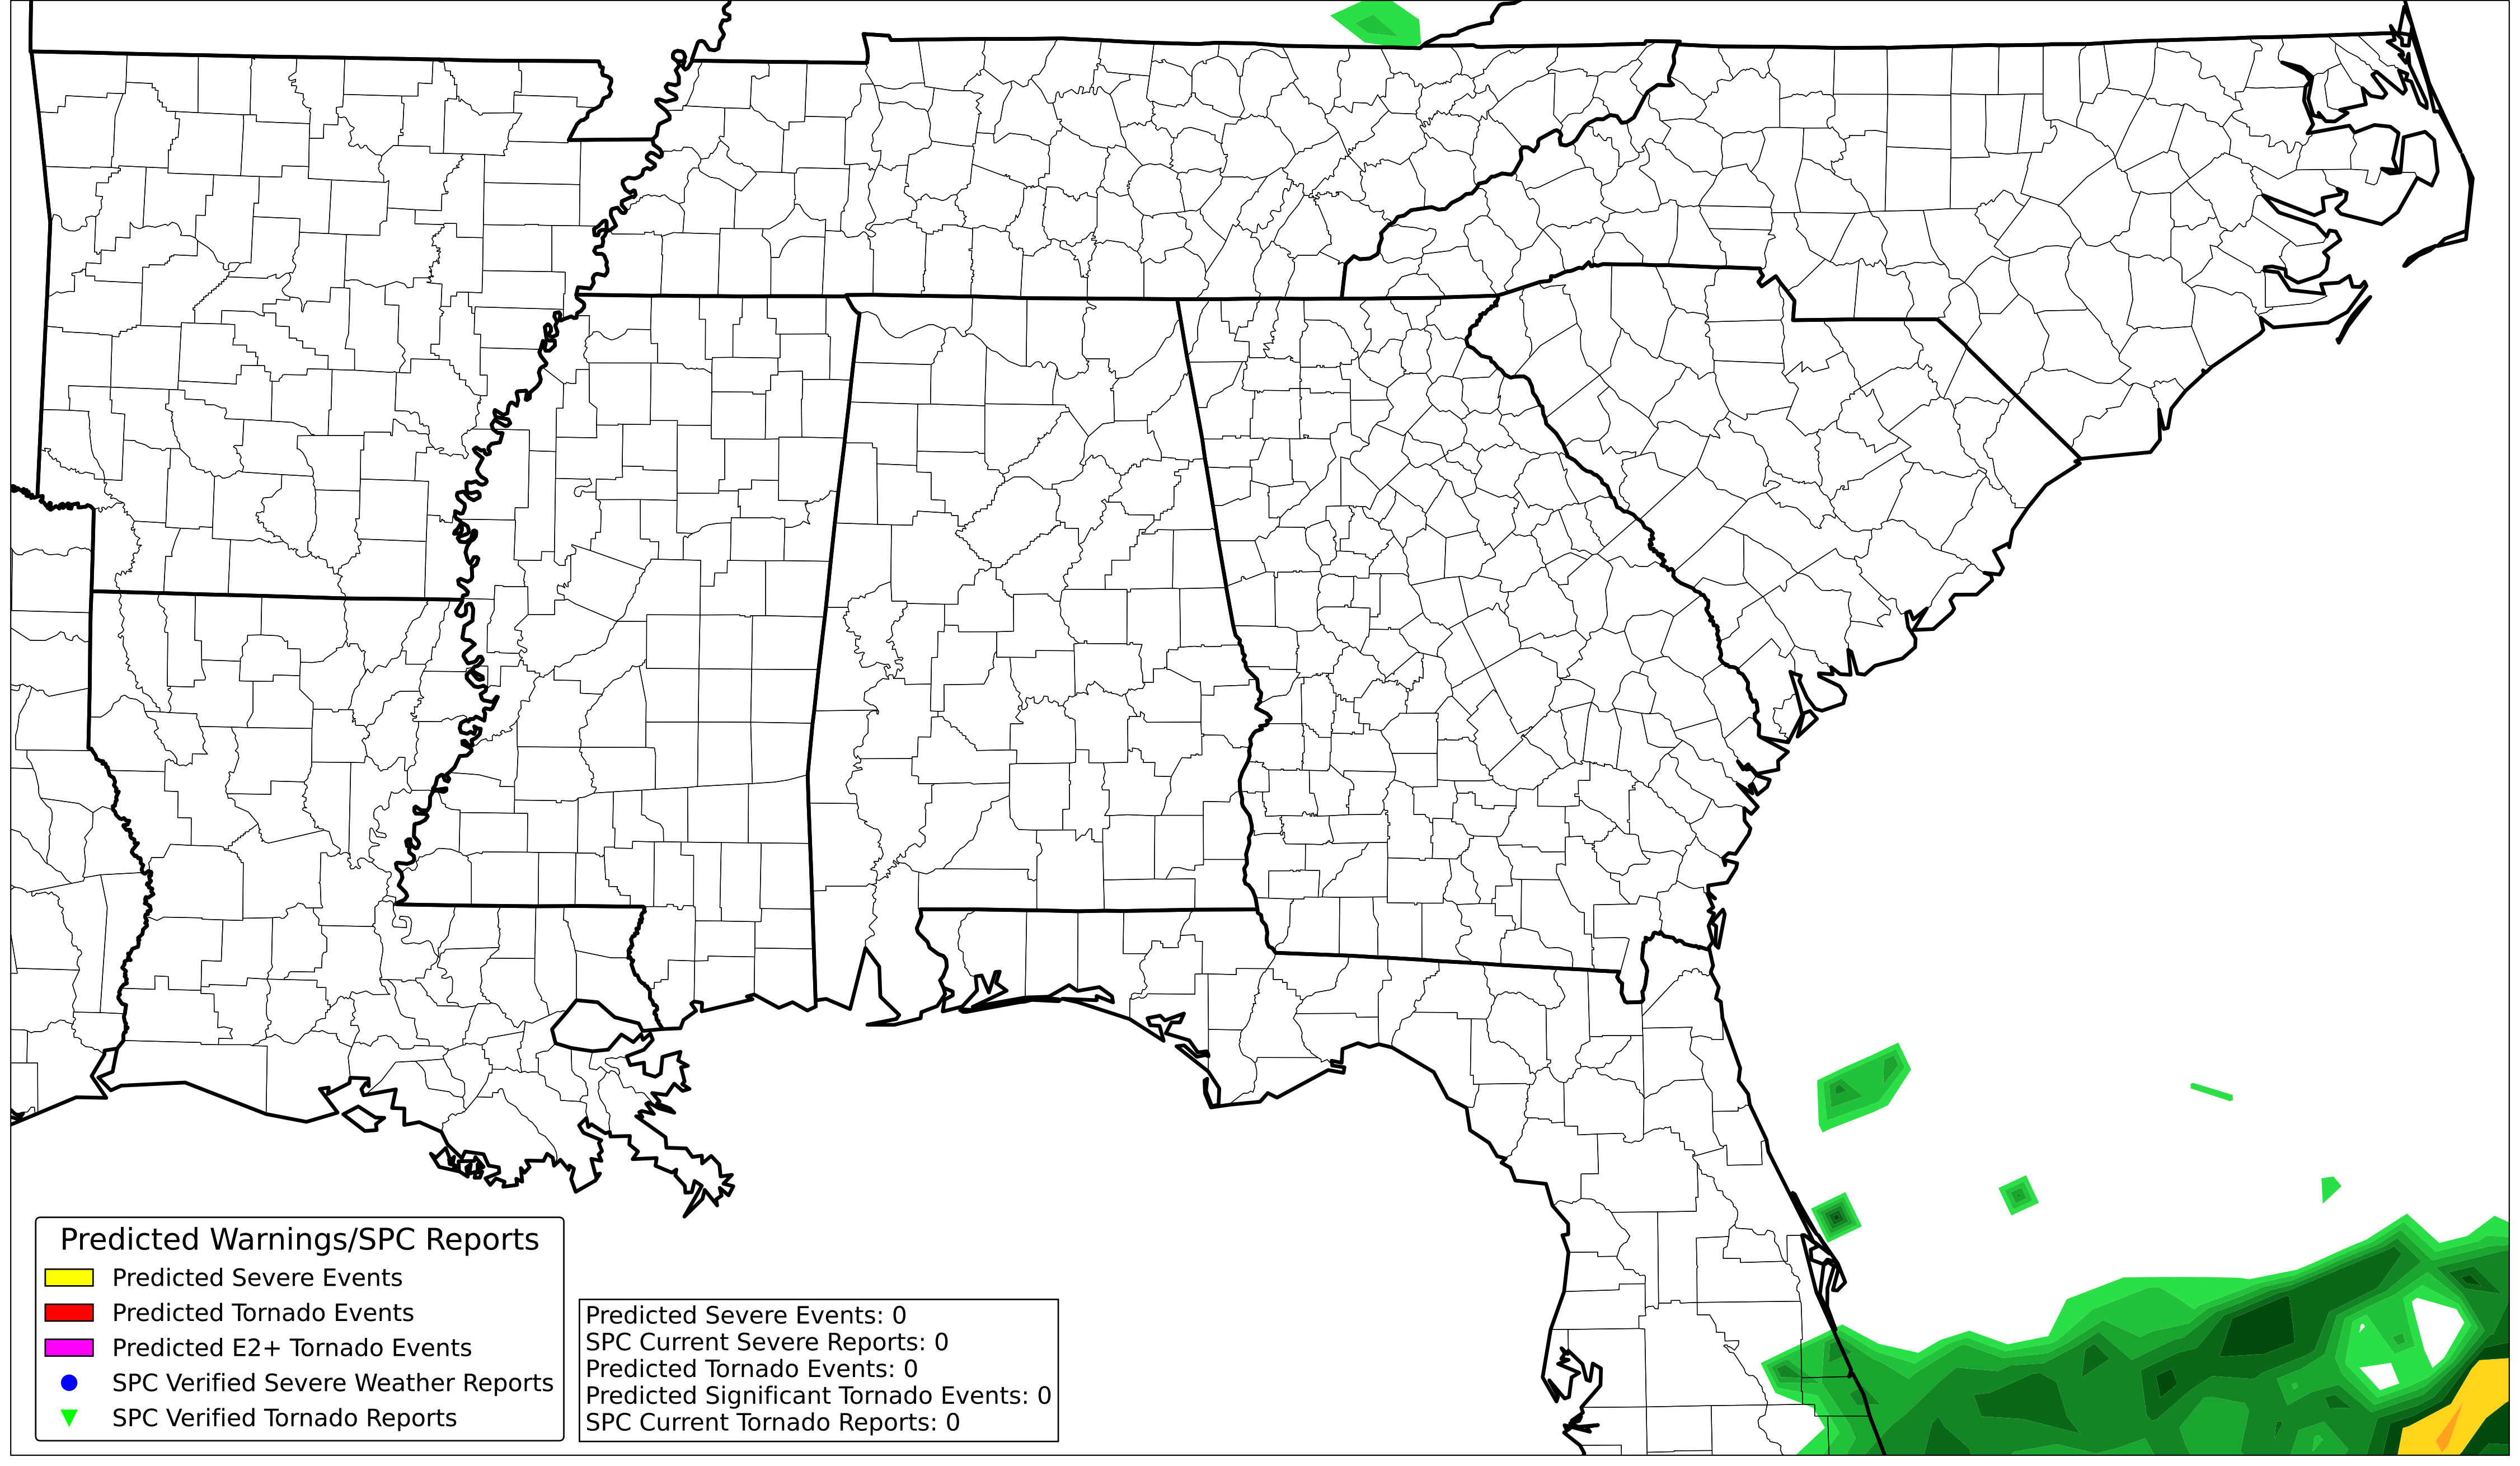 Predicted Warnings/SPC Reports
Predicted Severe Events
Predicted Tornado Events
Predicted E2+ Tornado Events
SPC Verified Severe Weather Reports
SPC Verified Tornado Reports
Predicted Severe Events: 0
SPC Current Severe Reports: 0
Predicted Tornado Events: 0
Predicted Significant Tornado Events: 0
SPC Current Tornado Reports: 0